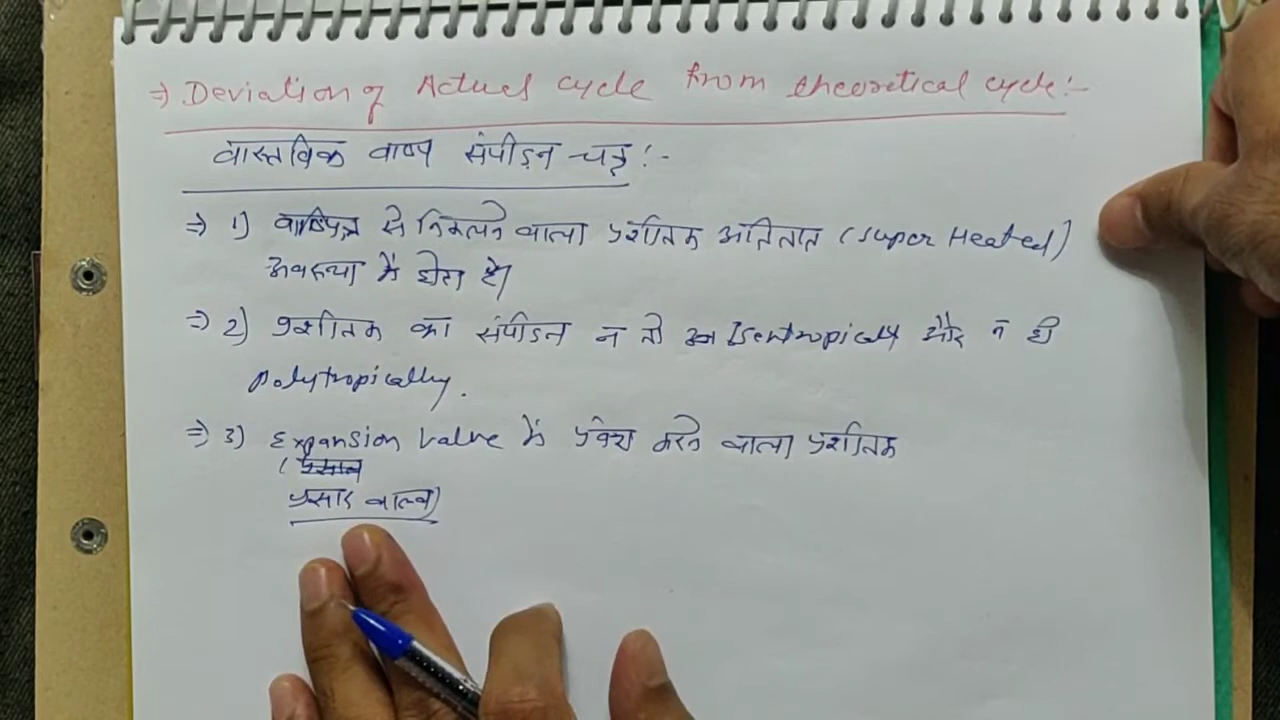 ⇒ Deviation of Actual cycle from theoretical cycle:-
वास्तविक वाष्प संपीड़न चक्र :-
⇒ 1) वाष्पित्र से निकलने वाला प्रशीतक अतितप्त (Super Heated)
अवस्था में होता है।
⇒ 2) प्रशीतक का संपीडन न तो Isentropically और न ही
polytropically.
⇒ 3) Expansion Valve में प्रवेश करने वाला प्रशीतक
(
प्रसार वाल्व)